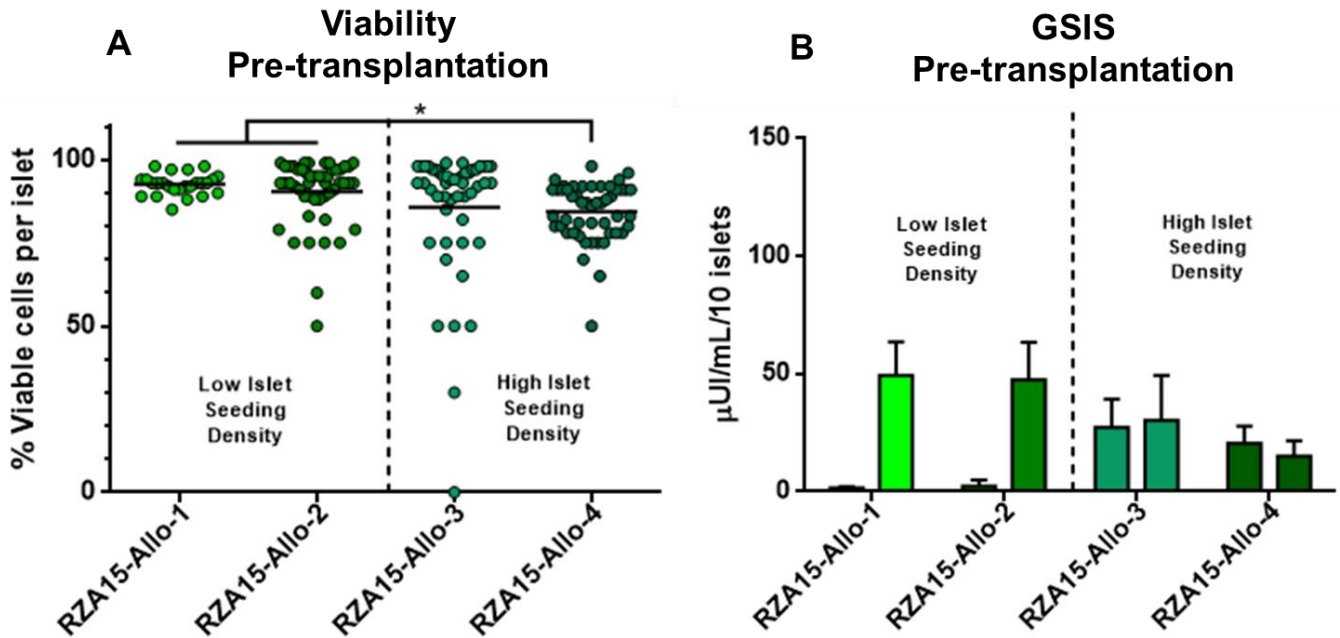 A
Viability
Pre-transplantation
*
% Viable cells per islet
100
50
0
Low Islet
Seeding
Density
High Islet
Seeding
Density
RZA15-Allo-1
RZA15-Allo-2
RZA15-Allo-3
RZA15-Allo-4
B
GSIS
Pre-transplantation
µUI/mL/10 islets
150
100
50
0
Low Islet
Seeding
Density
High Islet
Seeding
Density
RZA15-Allo-1
RZA15-Allo-2
RZA15-Allo-3
RZA15-Allo-4